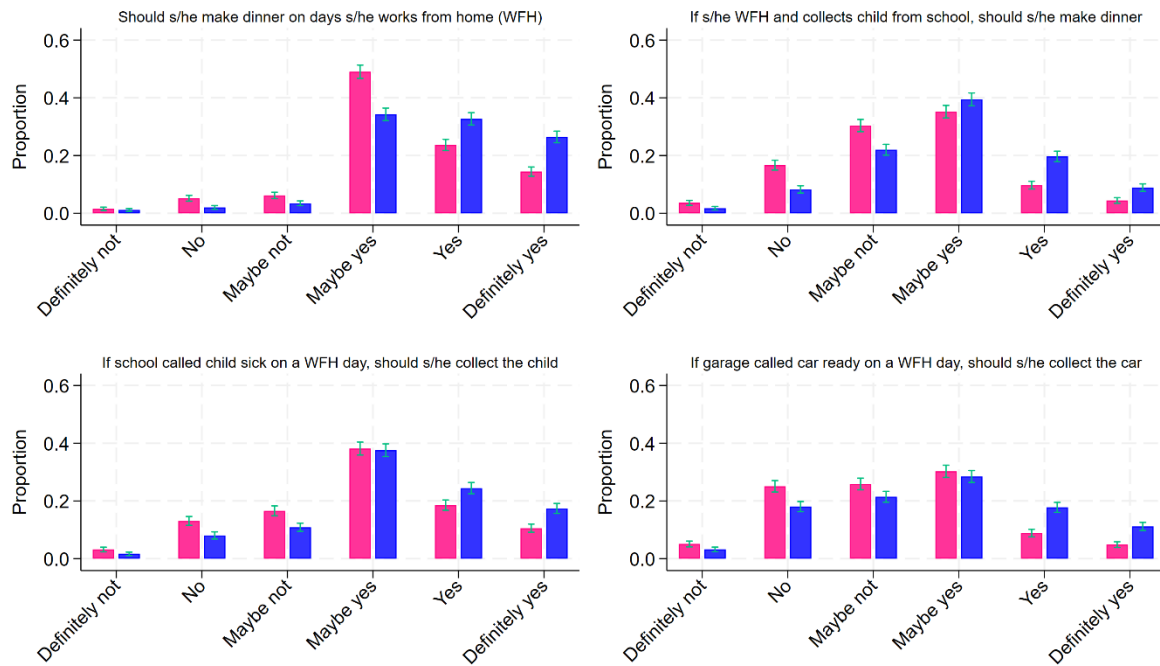 Should s/he make dinner on days s/he works from home (WFH)
Proportion
0.6
0.4
0.2
0.0
Definitely not
No
Maybe not
Maybe yes
Yes
Definitely yes
If s/he WFH and collects child from school, should s/he make dinner
Proportion
0.6
0.4
0.2
0.0
Definitely not
No
Maybe not
Maybe yes
Yes
Definitely yes
If school called child sick on a WFH day, should s/he collect the child
Proportion
0.6
0.4
0.2
0.0
Definitely not
No
Maybe not
Maybe yes
Yes
Definitely yes
If garage called car ready on a WFH day, should s/he collect the car
Proportion
0.6
0.4
0.2
0.0
Definitely not
No
Maybe not
Maybe yes
Yes
Definitely yes